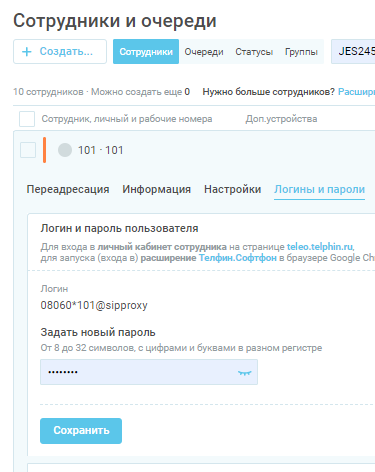 Сотрудники и очереди
+ Создать...
Сотрудники Очереди Статусы Группы
JES245
10 сотрудников · Можно создать еще 0 Нужно больше сотрудников?
Сотрудник, личный и рабочие номера Доп.устройства
101 · 101
Переадресация Информация Настройки Логины и пароли
Логин и пароль пользователя
Для входа в личный кабинет сотрудника на странице teleo.telphin.ru,
для запуска (входа в) расширение Телфин.Софтфон в браузере Google
Логин
08060*101@sipproxy
Задать новый пароль
От 8 до 32 символов, с цифрами и буквами в разном регистре
••••••••
Сохранить